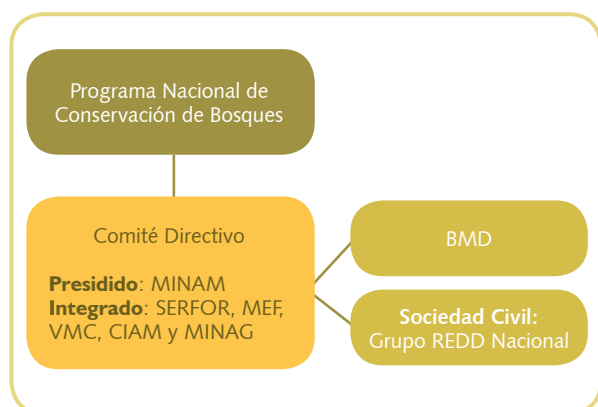 Programa Nacional de
Conservación de Bosques
Comité Directivo
Presidido: MINAM
Integrado: SERFOR, MEF,
VMC, CIAM y MINAG
BMD
Sociedad Civil:
Grupo REDD Nacional